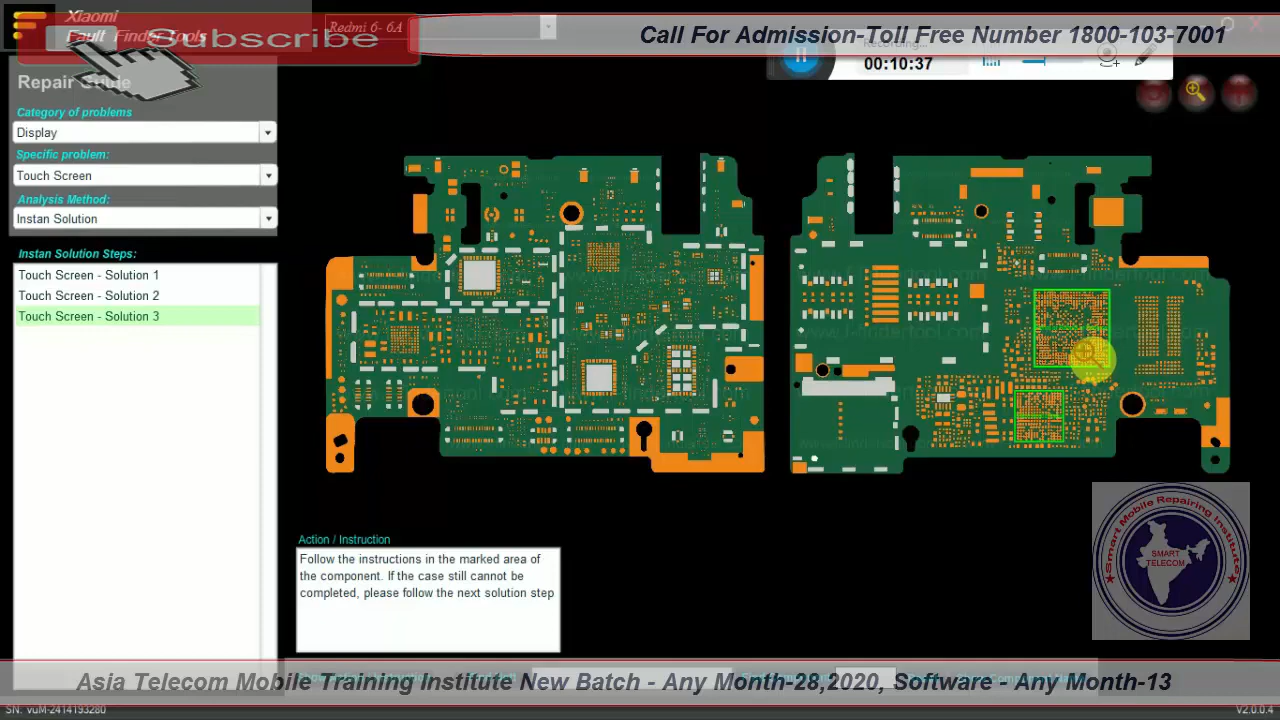 Xiaomi
Fault Finder Tools
Redmi 6- 6A
Subscribe
Call For Admission-Toll Free Number 1800-103-7001
Recording...
00:10:37
Repair Guide
Category of problems
Display
Specific problem:
Touch Screen
Analysis Method:
Instan Solution
Instan Solution Steps:
Touch Screen - Solution 1
Touch Screen - Solution 2
Touch Screen - Solution 3
Action / Instruction
Follow the instructions in the marked area of
the component. If the case still cannot be
completed, please follow the next solution step
Smart Mobile Repairing Institute
SMART
TELECOM
Asia Telecom Mobile Training Institute New Batch - Any Month-28,2020, Software - Any Month-13
SN: vuM-2414193280
V2.0.0.4